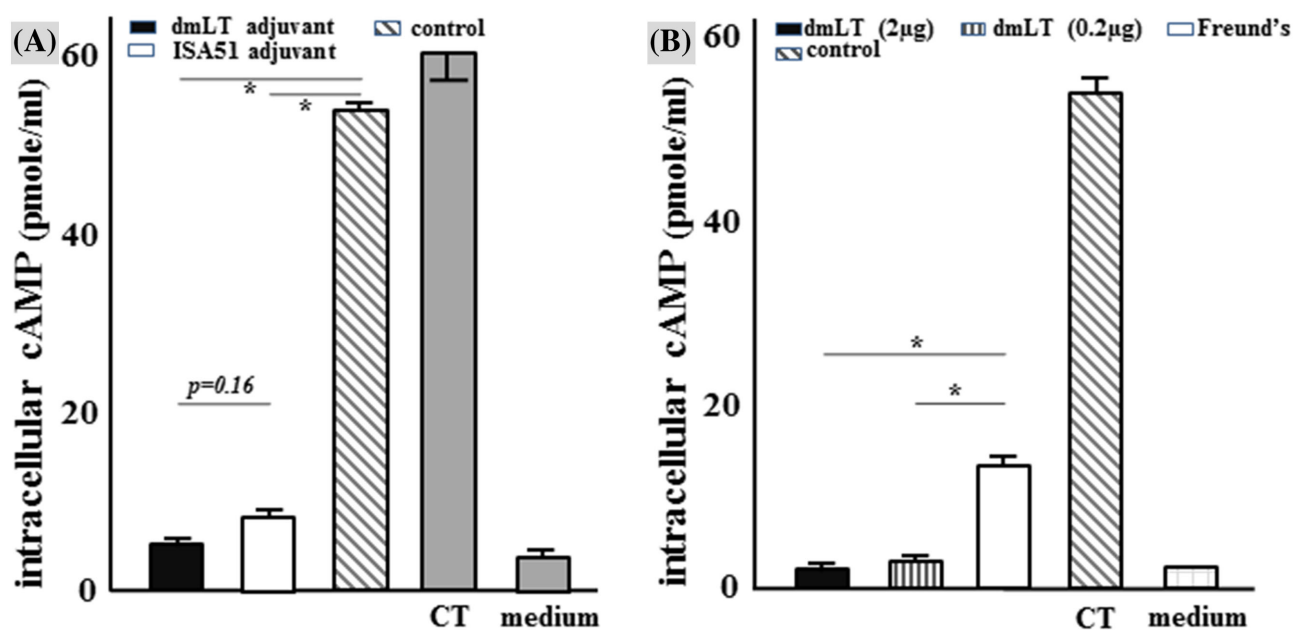 (A)
dmLT adjuvant
control
ISA51 adjuvant
intracellular cAMP (pmole/ml)
60
40
20
0
*
*
p=0.16
CT
medium
(B)
dmLT (2µg)
dmLT (0.2µg)
Freund's
control
intracellular cAMP (pmole/ml)
60
40
20
0
*
*
CT
medium